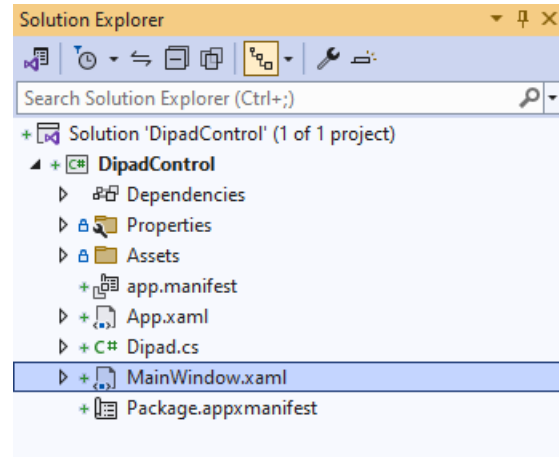 Solution Explorer
Search Solution Explorer (Ctrl+;)
Solution 'DipadControl' (1 of 1 project)
C# DipadControl
Dependencies
Properties
Assets
app.manifest
App.xaml
C# Dipad.cs
MainWindow.xaml
Package.appxmanifest